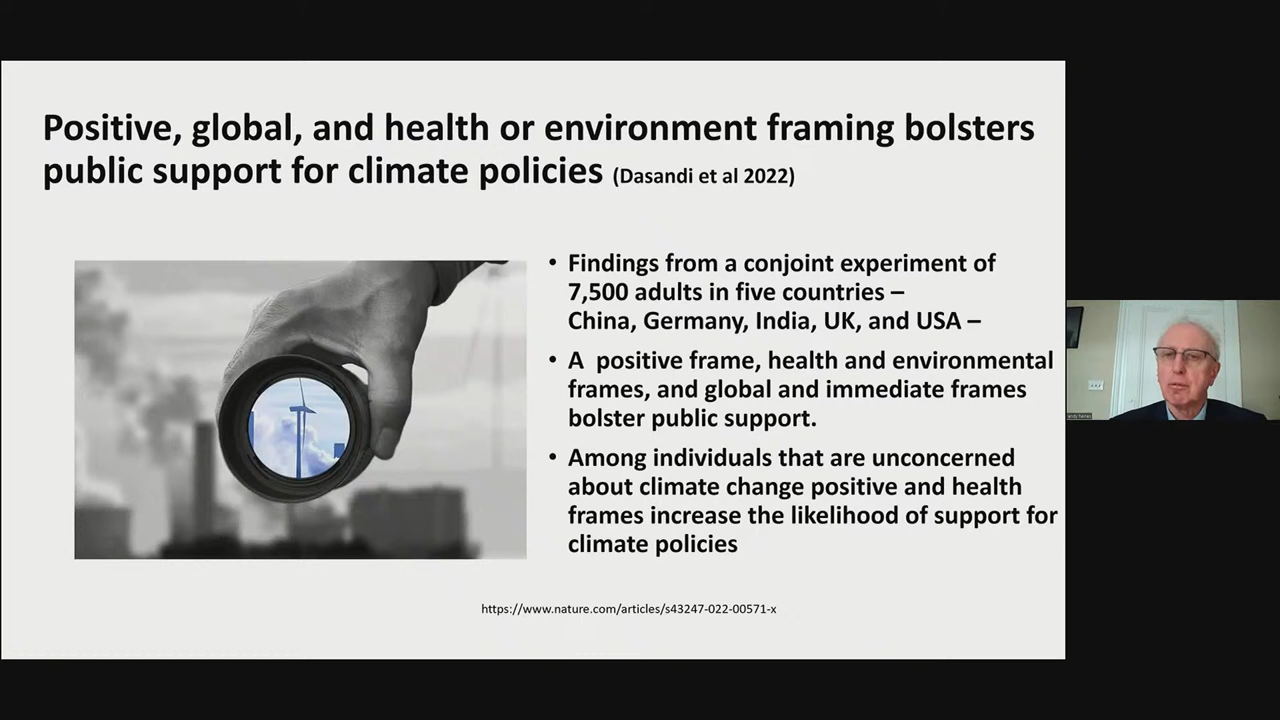 Positive, global, and health or environment framing bolsters
public support for climate policies (Dasandi et al 2022)
• Findings from a conjoint experiment of
7,500 adults in five countries –
China, Germany, India, UK, and USA –
• A positive frame, health and environmental
frames, and global and immediate frames
bolster public support.
• Among individuals that are unconcerned
about climate change positive and health
frames increase the likelihood of support for
climate policies
https://www.nature.com/articles/s43247-022-00571-x